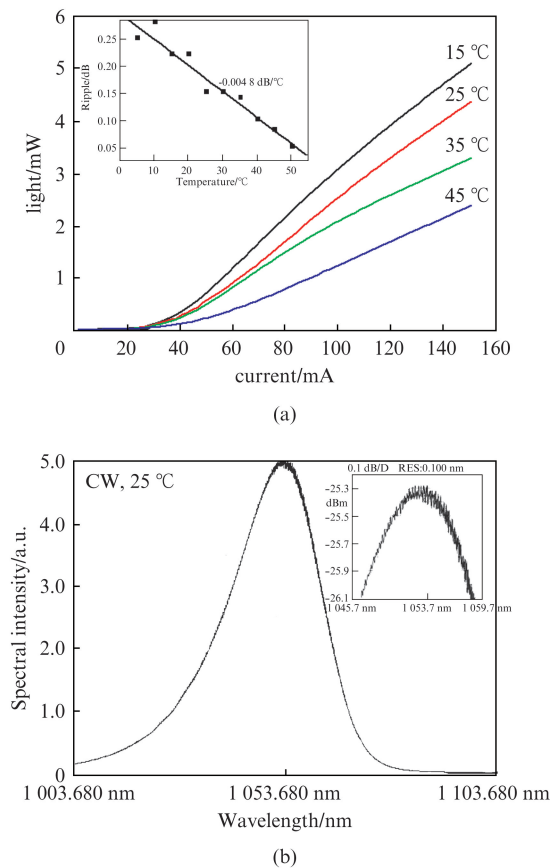 (a)
light/mW
6
5
4
3
2
1
0
20
40
60
80
100
120
140
160
current/mA
15 ℃
25 ℃
35 ℃
45 ℃
Ripple/dB
0.25
0.20
0.15
0.10
0.05
0
10
20
30
40
50
Temperature/℃
-0.004 8 dB/℃
(a)
Spectral intensity/a.u.
5.0
4.0
3.0
2.0
1.0
0
CW, 25 ℃
1 003.680 nm
1 053.680 nm
1 103.680 nm
Wavelength/nm
0.1 dB/D RES:0.100 nm
-25.3
dBm
-25.5
-25.7
-25.9
-26.1
1 045.7 nm
1 053.7 nm
1 059.7 nm
(b)